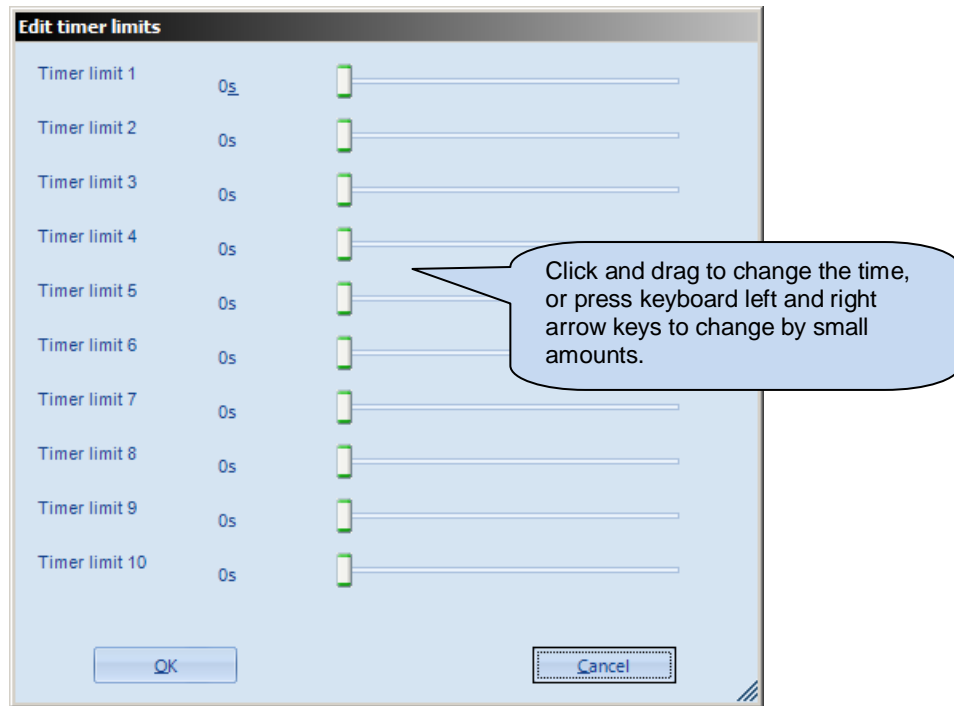 Edit timer limits
Timer limit 1
0s
Timer limit 2
0s
Timer limit 3
0s
Timer limit 4
0s
Timer limit 5
0s
Timer limit 6
0s
Timer limit 7
0s
Timer limit 8
0s
Timer limit 9
0s
Timer limit 10
0s
Click and drag to change the time,
or press keyboard left and right
arrow keys to change by small
amounts.
OK
Cancel